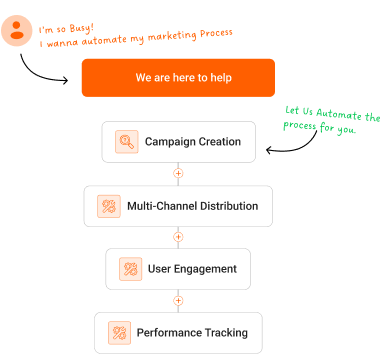 I'm so Busy!
I wanna automate my marketing Process
We are here to help
Let Us Automate the
process for you
Campaign Creation
Multi-Channel Distribution
User Engagement
Performance Tracking